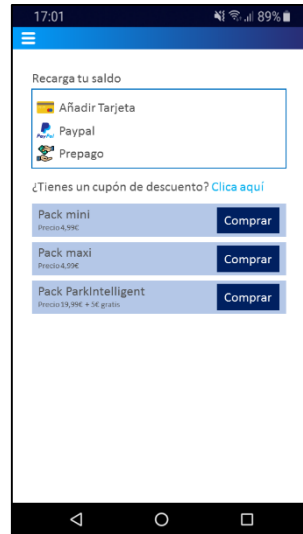 17:01 89%
Recarga tu saldo
Añadir Tarjeta
PayPal Paypal
Prepago
¿Tienes un cupón de descuento? Clica aquí
Pack mini
Precio 4,99€
Comprar
Pack maxi
Precio 4,99€
Comprar
Pack ParkIntelligent
Precio 19,99€ + 5€ gratis
Comprar